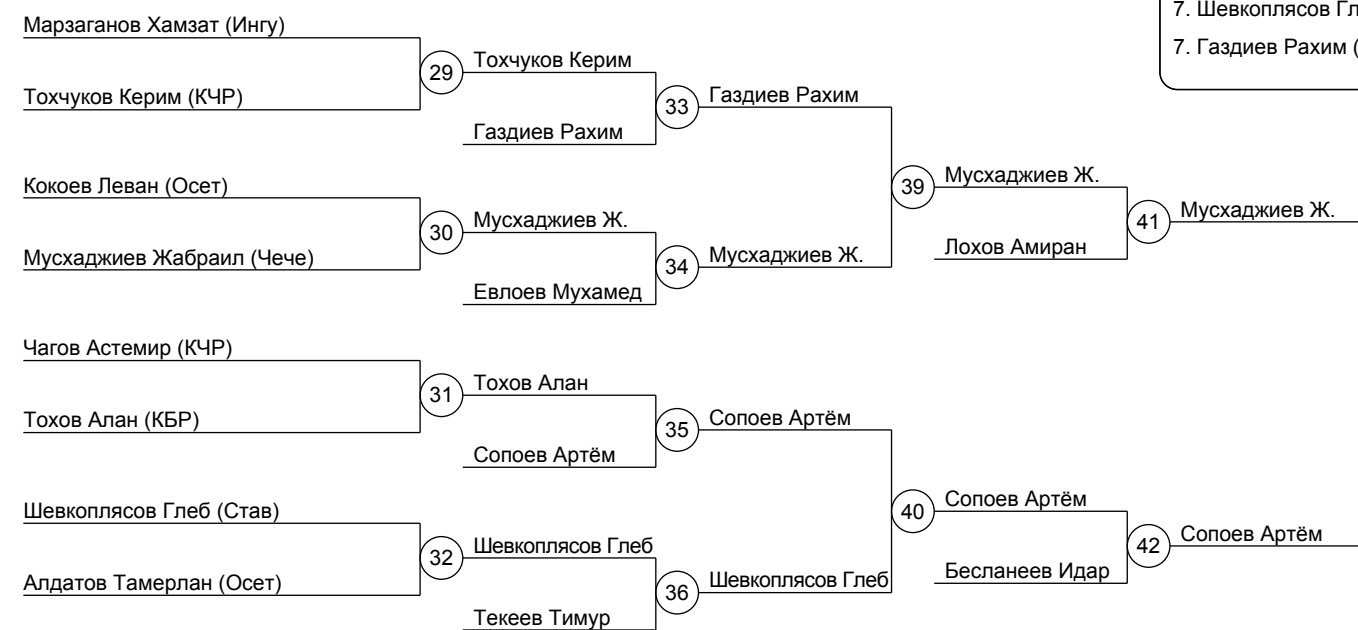 7. Шевкоплясов Гл
7. Газдиев Рахим (
Марзаганов Хамзат (Ингу)
29
Тохчуков Керим
Тохчуков Керим (КЧР)
33
Газдиев Рахим
Газдиев Рахим
Кокоев Леван (Осет)
39
Мусхаджиев Ж.
30
Мусхаджиев Ж.
41
Мусхаджиев Ж.
Мусхаджиев Жабраил (Чече)
34
Мусхаджиев Ж.
Лохов Амиран
Евлоев Мухамед
Чагов Астемир (КЧР)
31
Тохов Алан
Тохов Алан (КБР)
35
Сопоев Артём
Сопоев Артём
Шевкоплясов Глеб (Став)
40
Сопоев Артём
32
Шевкоплясов Глеб
42
Сопоев Артём
Алдатов Тамерлан (Осет)
36
Шевкоплясов Глеб
Бесланеев Идар
Текеев Тимур